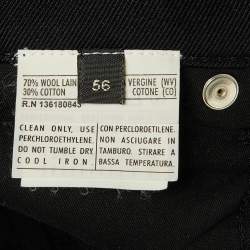 70% WOOL LAIN
30% COTTON
56
VERGINE (WV)
COTONE (CO)
R.N 136180843
CLEAN ONLY, USE
PERCHLOROETHYLENE.
DO NOT TUMBLE DRY.
COOL IRON
CON PERCLOROETILENE.
NON ASCIUGARE IN
TAMBURO. STIRARE A
BASSA TEMPERATURA.